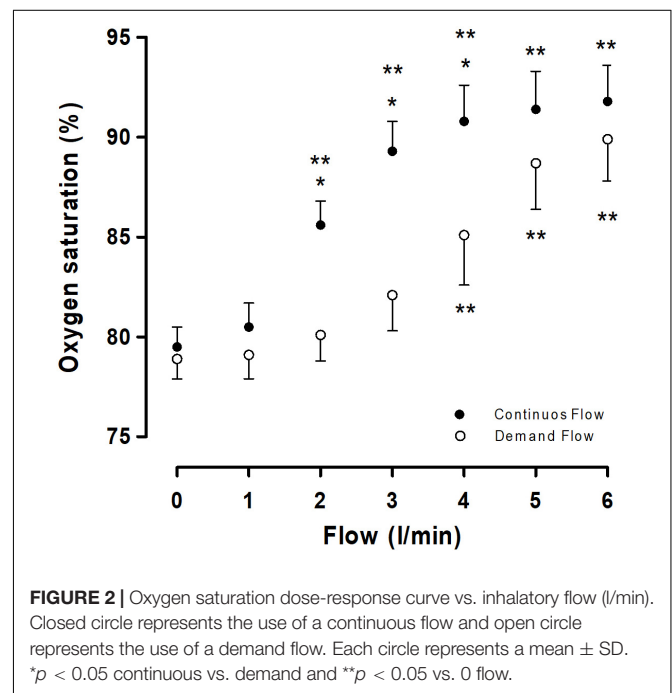 95
90
85
80
75
Oxygen saturation (%)
** ** ** **
** * *
** *
*
** ** **
Continuos Flow
Demand Flow
0 1 2 3 4 5 6
Flow (l/min)
FIGURE 2 | Oxygen saturation dose-response curve vs. inhalatory flow (l/min).
Closed circle represents the use of a continuous flow and open circle
represents the use of a demand flow. Each circle represents a mean ± SD.
*p < 0.05 continuous vs. demand and **p < 0.05 vs. 0 flow.